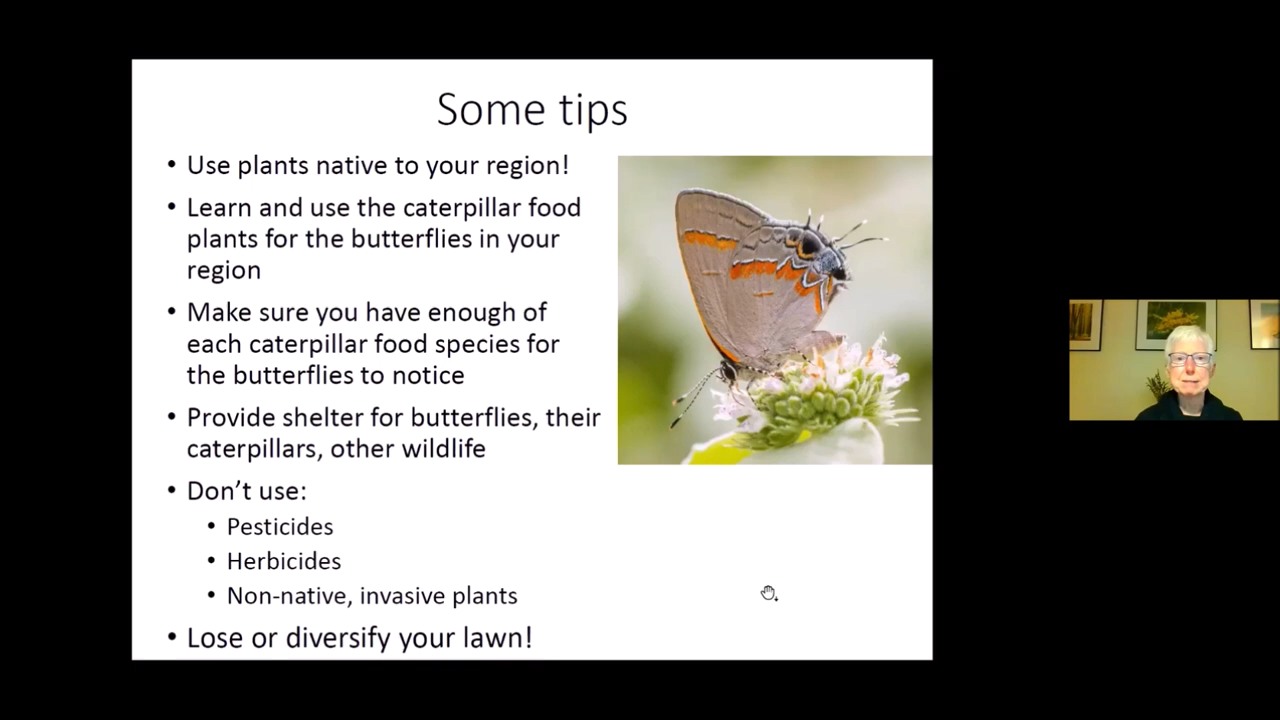 Some tips
• Use plants native to your region!
• Learn and use the caterpillar food
plants for the butterflies in your
region
• Make sure you have enough of
each caterpillar food species for
the butterflies to notice
• Provide shelter for butterflies, their
caterpillars, other wildlife
• Don’t use:
• Pesticides
• Herbicides
• Non-native, invasive plants
• Lose or diversify your lawn!